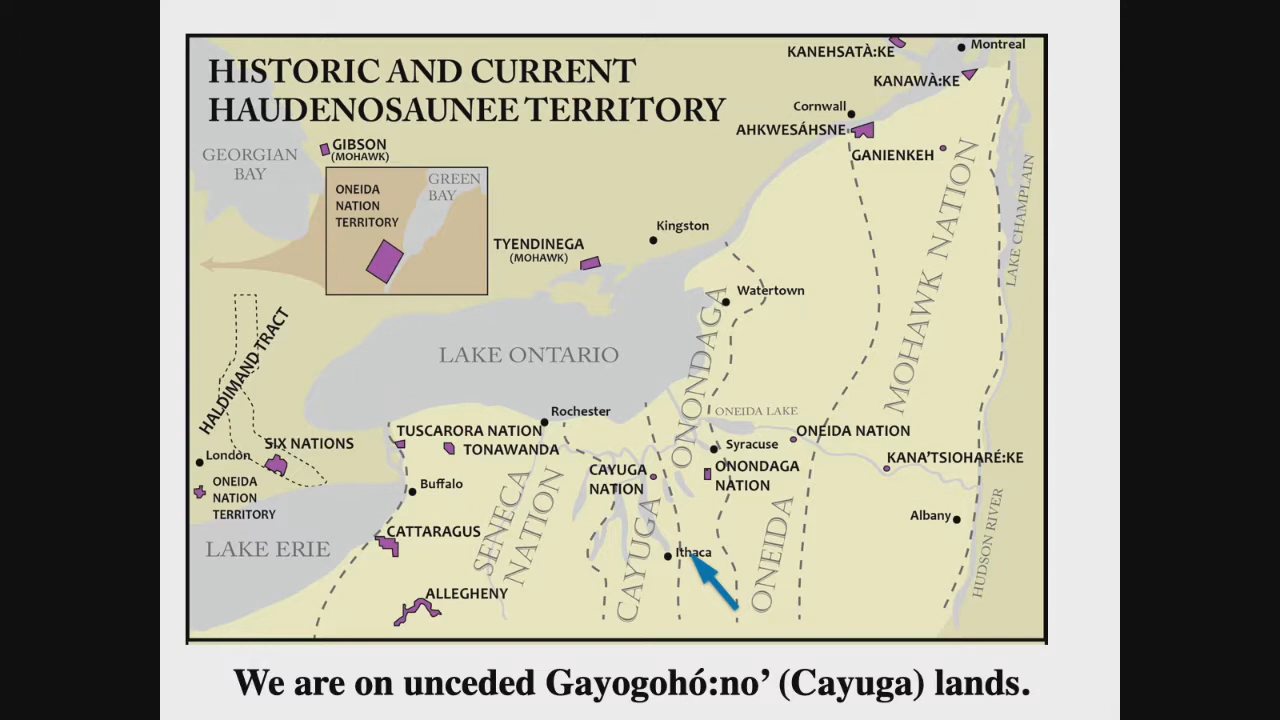 HISTORIC AND CURRENT
HAUDENOSAUNEE TERRITORY
KANEHSATÀ:KE
Montreal
KANAWÀ:KE
Cornwall
AHKWESÁHSNE
GANIENKEH
GEORGIAN
BAY
GIBSON
(MOHAWK)
ONEIDA
NATION
TERRITORY
GREEN
BAY
TYENDINEGA
(MOHAWK)
Kingston
Watertown
MOHAWK NATION
LAKE CHAMPLAIN
HALDIMAND TRACT
LAKE ONTARIO
ONONDAGA
ONEIDA LAKE
Rochester
TUSCARORA NATION
TONAWANDA
SIX NATIONS
London
ONEIDA
NATION
TERRITORY
Buffalo
CAYUGA
NATION
Syracuse
ONONDAGA
NATION
ONEIDA NATION
KANA'TSIOHARÉ:KE
Albany
HUDSON RIVER
LAKE ERIE
CATTARAGUS
ALLEGHENY
SENECA
NATION
CAYUGA
Ithaca
ONEIDA
We are on unceded Gayogohó:no’ (Cayuga) lands.